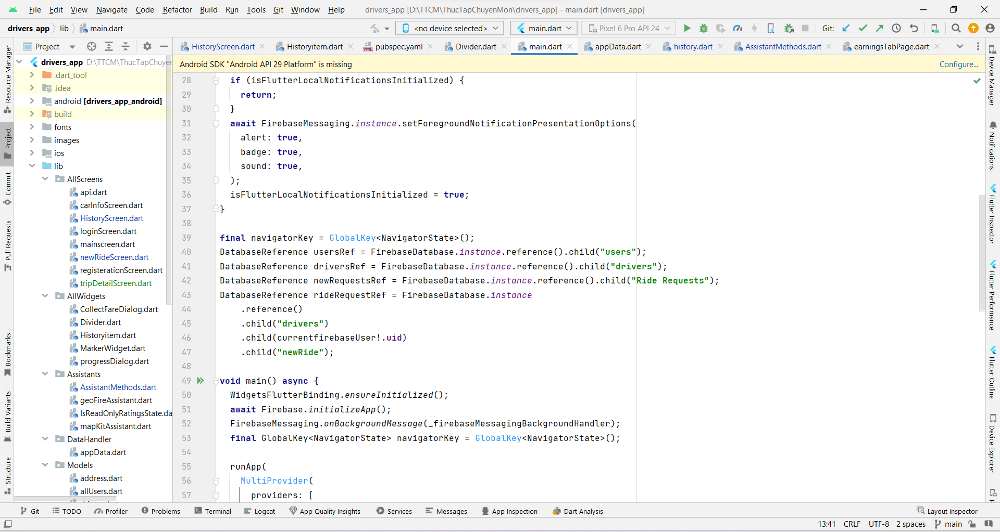 File Edit View Navigate Code Refactor Build Run Tools Git Window Help drivers_app [D:\TTCM\ThucTapChuyenMon\drivers_app] - main.dart [drivers_app]
drivers_app lib main.dart <no device selected> main.dart Pixel 6 Pro API 24 Git:
Project HistoryScreen.dart Historyitem.dart pubspec.yaml Divider.dart main.dart appData.dart history.dart AssistantMethods.dart earningsTabPage.dart
Android SDK "Android API 29 Platform" is missing Configure...
Resource Manager
Project
Commit
Pull Requests
Bookmarks
Build Variants
Structure
drivers_app D:\TTCM\ThucTapChuyer
.dart_tool
.idea
android [drivers_app_android]
build
fonts
images
ios
lib
AllScreens
api.dart
carInfoScreen.dart
HistoryScreen.dart
loginScreen.dart
mainscreen.dart
newRideScreen.dart
registerationScreen.dart
tripDetailScreen.dart
AllWidgets
CollectFareDialog.dart
Divider.dart
Historyitem.dart
MarkerWidget.dart
progressDialog.dart
Assistants
AssistantMethods.dart
geoFireAssistant.dart
IsReadOnlyRatingsState.da
mapKitAssistant.dart
DataHandler
appData.dart
Models
address.dart
allUsers.dart
28 if (isFlutterLocalNotificationsInitialized) {
29 return;
30 }
31 await FirebaseMessaging.instance.setForegroundNotificationPresentationOptions(
32 alert: true,
33 badge: true,
34 sound: true,
35 );
36 isFlutterLocalNotificationsInitialized = true;
37 }
38
39 final navigatorKey = GlobalKey<NavigatorState>();
40 DatabaseReference usersRef = FirebaseDatabase.instance.reference().child("users");
41 DatabaseReference driversRef = FirebaseDatabase.instance.reference().child("drivers");
42 DatabaseReference newRequestsRef = FirebaseDatabase.instance.reference().child("Ride Requests");
43 DatabaseReference rideRequestRef = FirebaseDatabase.instance
44 .reference()
45 .child("drivers")
46 .child(currentfirebaseUser!.uid)
47 .child("newRide");
48
49 void main() async {
50 WidgetsFlutterBinding.ensureInitialized();
51 await Firebase.initializeApp();
52 FirebaseMessaging.onBackgroundMessage(_firebaseMessagingBackgroundHandler);
53 final GlobalKey<NavigatorState> navigatorKey = GlobalKey<NavigatorState>();
54
55 runApp(
56 MultiProvider(
57 providers: [
Device Manager
Notifications
Flutter Inspector
Flutter Performance
Flutter Outline
Device Explorer
Git TODO Profiler Problems Terminal Logcat App Quality Insights Services Messages App Inspection Dart Analysis Layout Inspector
13:41 CRLF UTF-8 2 spaces main